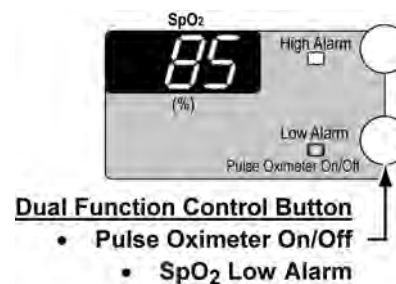 SpO₂
85
High Alarm
(%)
Low Alarm
Pulse Oximeter On/Off
Dual Function Control Button
• Pulse Oximeter On/Off
• SpO₂ Low Alarm